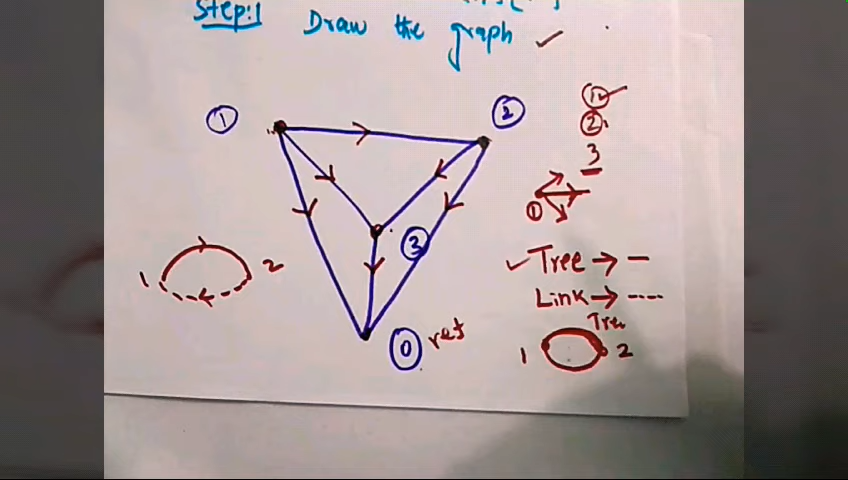 Step:1 Draw the graph
1
2
1
2
3
1
3
Tree → —
1
2
Link → ----
Tree
0 ref
1
2